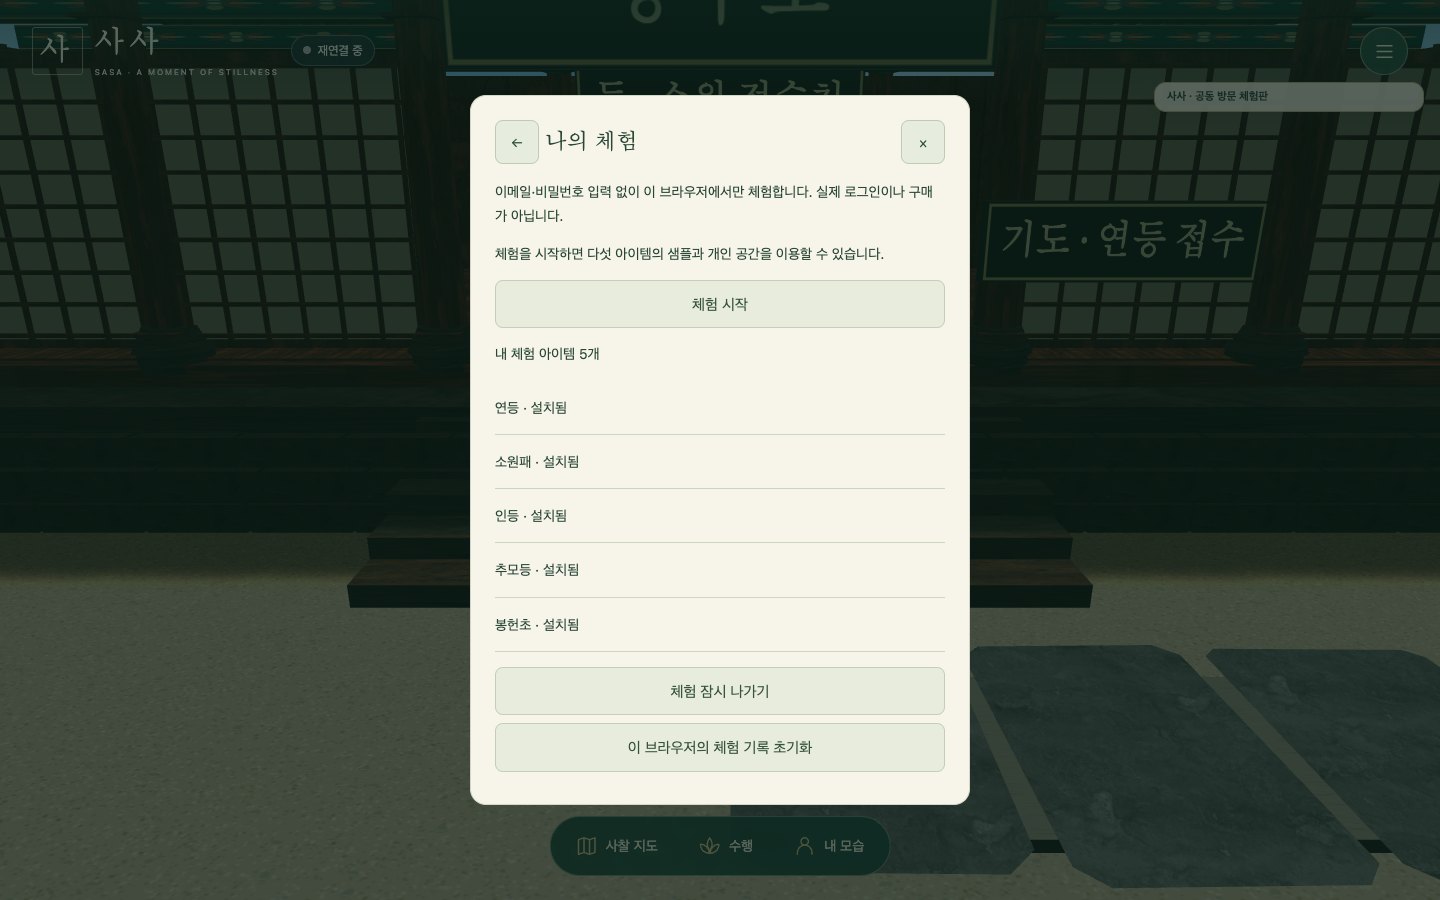 사 사사
SASA · A MOMENT OF STILLNESS
재연결 중
사사 · 공동 방문 체험판
기도·연등 접수
← 나의 체험 ×
이메일·비밀번호 입력 없이 이 브라우저에서만 체험합니다. 실제 로그인이나 구매
가 아닙니다.
체험을 시작하면 다섯 아이템의 샘플과 개인 공간을 이용할 수 있습니다.
체험 시작
내 체험 아이템 5개
연등 · 설치됨
소원패 · 설치됨
인등 · 설치됨
추모등 · 설치됨
봉헌초 · 설치됨
체험 잠시 나가기
이 브라우저의 체험 기록 초기화
사찰 지도 수행 내 모습